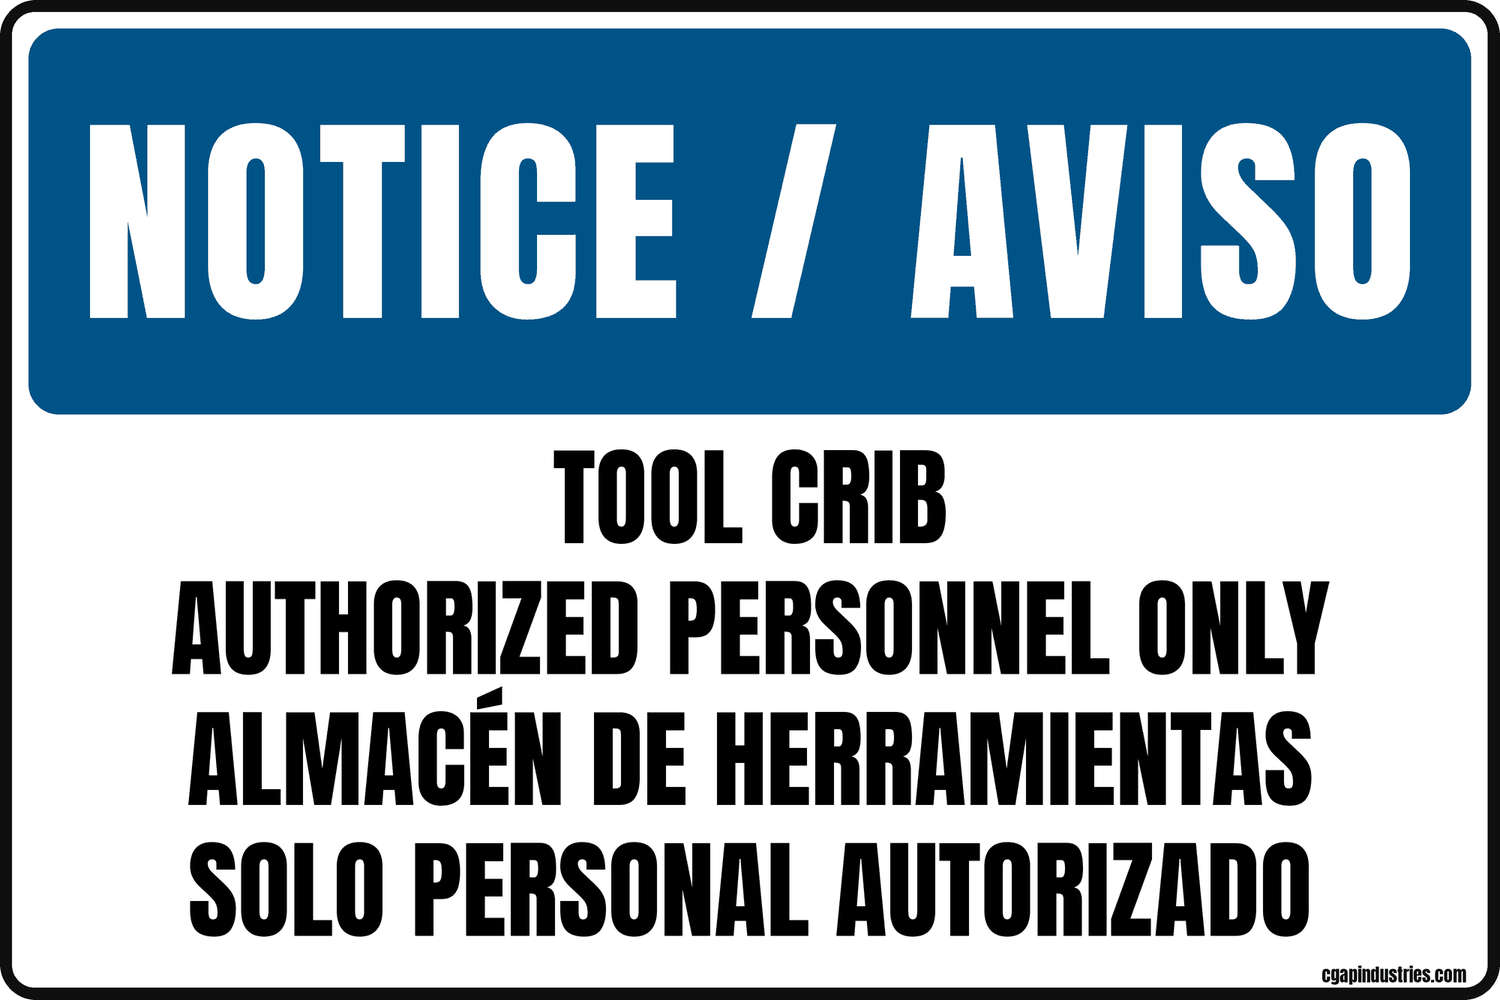 NOTICE / AVISO
TOOL CRIB
AUTHORIZED PERSONNEL ONLY
ALMACÉN DE HERRAMIENTAS
SOLO PERSONAL AUTORIZADO
cgapindustries.com